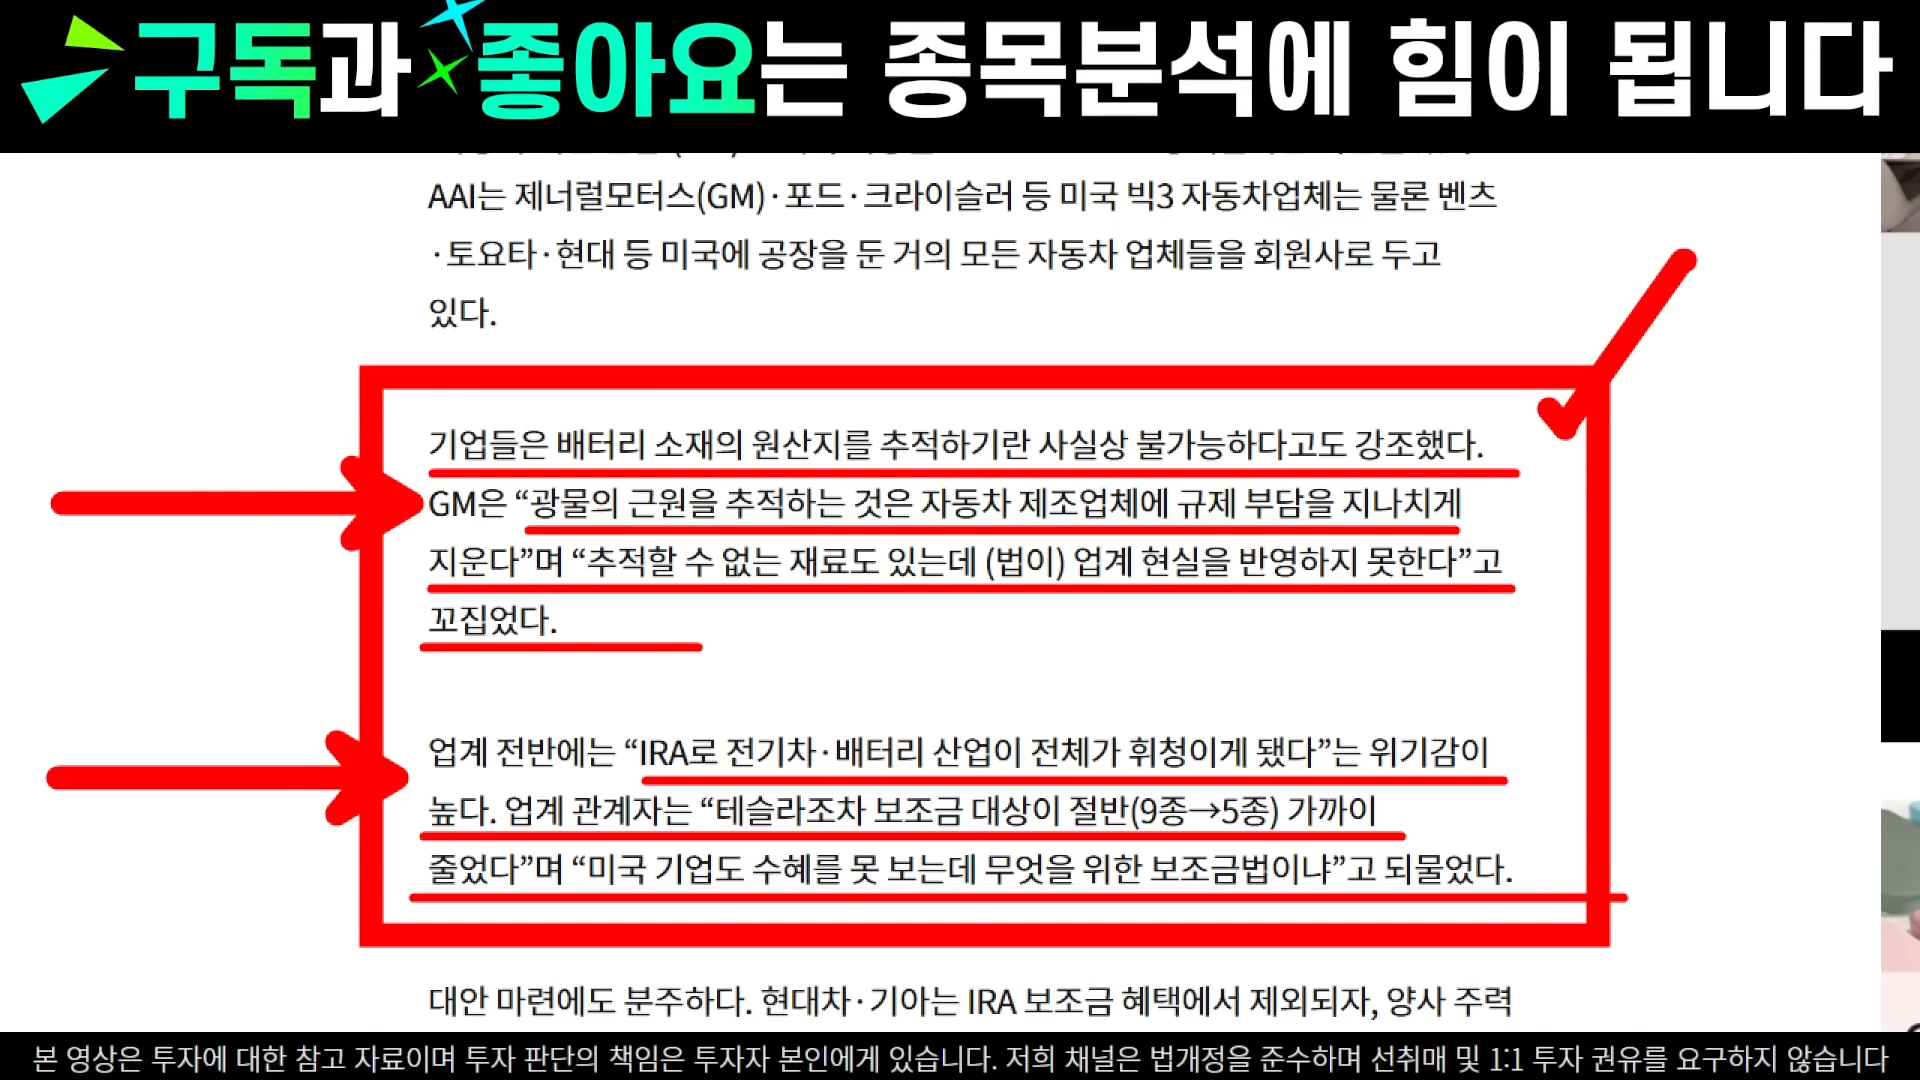 구독과 좋아요는 종목분석에 힘이 됩니다
AAI는 제너럴모터스(GM)·포드·크라이슬러 등 미국 빅3 자동차업체는 물론 벤츠
·토요타·현대 등 미국에 공장을 둔 거의 모든 자동차 업체들을 회원사로 두고
있다.
기업들은 배터리 소재의 원산지를 추적하기란 사실상 불가능하다고도 강조했다.
GM은 “광물의 근원을 추적하는 것은 자동차 제조업체에 규제 부담을 지나치게
지운다”며 “추적할 수 없는 재료도 있는데 (법이) 업계 현실을 반영하지 못한다”고
꼬집었다.
업계 전반에는 “IRA로 전기차·배터리 산업이 전체가 휘청이게 됐다”는 위기감이
높다. 업계 관계자는 “테슬라조차 보조금 대상이 절반(9종→5종) 가까이
줄었다”며 “미국 기업도 수혜를 못 보는데 무엇을 위한 보조금법이냐”고 되물었다.
대안 마련에도 분주하다. 현대차·기아는 IRA 보조금 혜택에서 제외되자, 양사 주력
본 영상은 투자에 대한 참고 자료이며 투자 판단의 책임은 투자자 본인에게 있습니다. 저희 채널은 법개정을 준수하며 선취매 및 1:1 투자 권유를 요구하지 않습니다